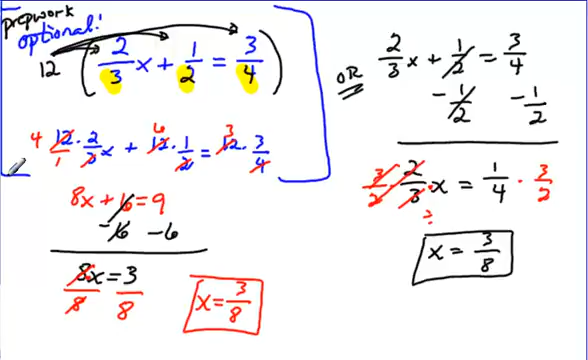 prepwork
optional!
12 ( 2/3 x + 1/2 = 3/4 )
4 12/1 · 2/3 x + 6 12 · 1/2 = 3 12 · 3/4
8x + 6 = 9
-6 -6
8x = 3
8 8
x = 3/8
OR
2/3 x + 1/2 = 3/4
-1/2 -1/2
3/2 · 2/3 x = 1/4 · 3/2
x = 3/8